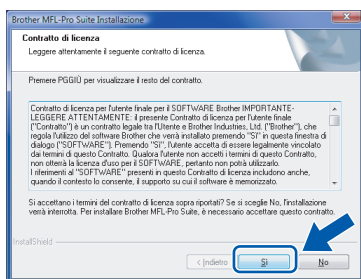 Brother MFL-Pro Suite Installazione
Contratto di licenza
Leggere attentamente il seguente contratto di licenza.
Premere PGGIÙ per visualizzare il resto del contratto.
Contratto di licenza per l'utente finale per il SOFTWARE Brother IMPORTANTE-
LEGGERE ATTENTAMENTE: il presente Contratto di licenza per l'utente finale
("Contratto") è un contratto legale tra l'Utente e Brother Industries, Ltd. ("Brother"), che
regola l'utilizzo del software Brother che verrà installato premendo "Sì" in questa finestra di
dialogo ("SOFTWARE"). Premendo "Sì", l'utente accetta di essere legalmente vincolato
dai termini di questo Contratto. Qualora l'utente non accetti i termini di questo Contratto,
non otterrà la licenza d'uso per il SOFTWARE, pertanto non potrà utilizzarlo.
I riferimenti al "SOFTWARE" presenti in questo Contratto di licenza includono anche,
quando il contesto lo consente, il supporto su cui il software è memorizzato.
Si accettano i termini del contratto di licenza sopra riportati? Se si sceglie No, l'installazione
verrà interrotta. Per installare Brother MFL-Pro Suite, è necessario accettare questo contratto.
InstallShield
< Indietro Sì No